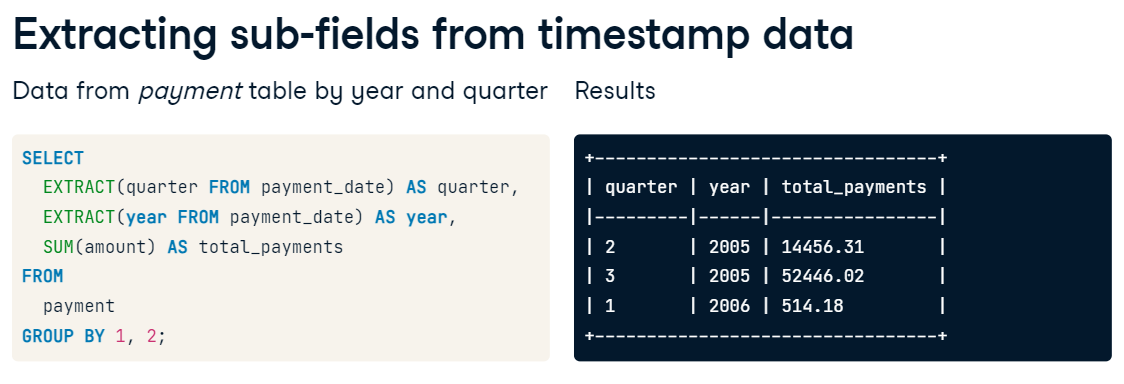 Extracting sub-fields from timestamp data
Data from payment table by year and quarter
SELECT
  EXTRACT(quarter FROM payment_date) AS quarter,
  EXTRACT(year FROM payment_date) AS year,
  SUM(amount) AS total_payments
FROM
  payment
GROUP BY 1, 2;
Results
+---------------------------------+
| quarter | year | total_payments |
|---------|------|----------------|
| 2       | 2005 | 14456.31       |
| 3       | 2005 | 52446.02       |
| 1       | 2006 | 514.18         |
+---------------------------------+